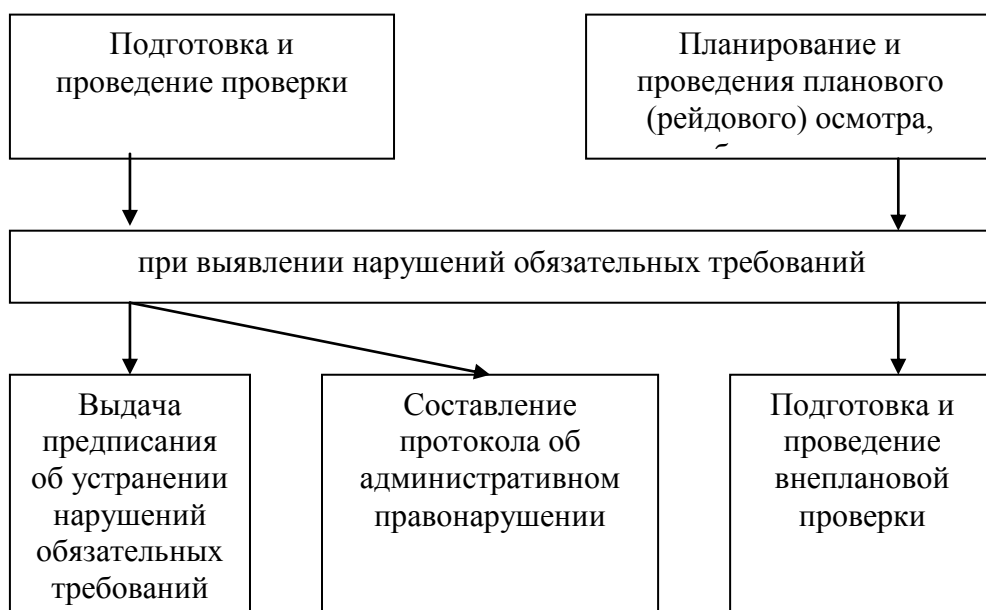 Подготовка и
проведение проверки
Планирование и
проведения планового
(рейдового) осмотра,
при выявлении нарушений обязательных требований
Выдача
предписания
об устранении
нарушений
обязательных
требований
Составление
протокола об
административном
правонарушении
Подготовка и
проведение
внеплановой
проверки